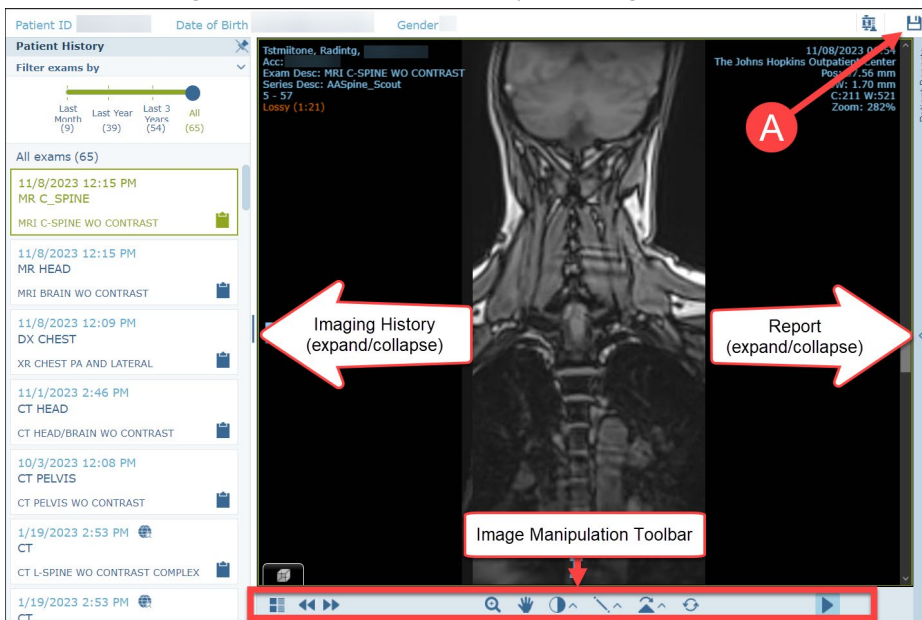 Patient ID
Date of Birth
Gender
Patient History
Filter exams by
Last Month (9)
Last Year (39)
Last 3 Years (54)
All (65)
All exams (65)
11/8/2023 12:15 PM
MR C_SPINE
MRI C-SPINE WO CONTRAST
11/8/2023 12:15 PM
MR HEAD
MRI BRAIN WO CONTRAST
11/8/2023 12:09 PM
DX CHEST
XR CHEST PA AND LATERAL
11/1/2023 2:46 PM
CT HEAD
CT HEAD/BRAIN WO CONTRAST
10/3/2023 12:08 PM
CT PELVIS
CT PELVIS WO CONTRAST
1/19/2023 2:53 PM
CT
CT L-SPINE WO CONTRAST COMPLEX
1/19/2023 2:53 PM
CT
Tstmiitone, Radintg,
Acc:
Exam Desc: MRI C-SPINE WO CONTRAST
Series Desc: AASpine_Scout
5 - 57
Lossy (1:21)
11/08/2023
The Johns Hopkins Outpatient Center
W: 1.70 mm
C:211 W:521
Zoom: 282%
A
Imaging History
(expand/collapse)
Report
(expand/collapse)
Image Manipulation Toolbar